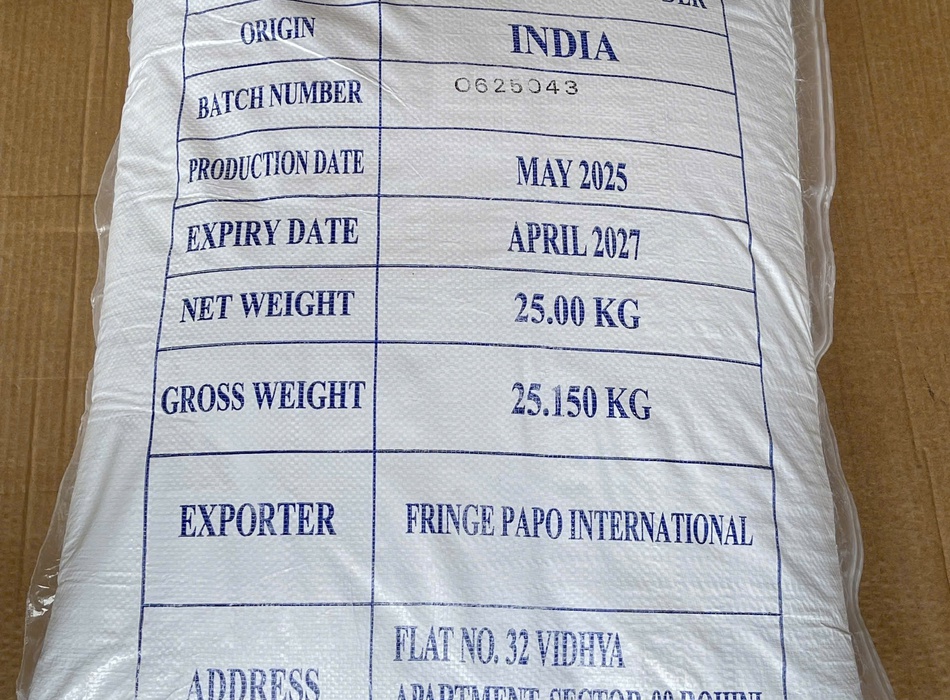 ORIGIN INDIA
BATCH NUMBER 0625043
PRODUCTION DATE MAY 2025
EXPIRY DATE APRIL 2027
NET WEIGHT 25.00 KG
GROSS WEIGHT 25.150 KG
EXPORTER FRINGE PAPO INTERNATIONAL
FLAT NO. 32 VIDHYA
ADDRESS